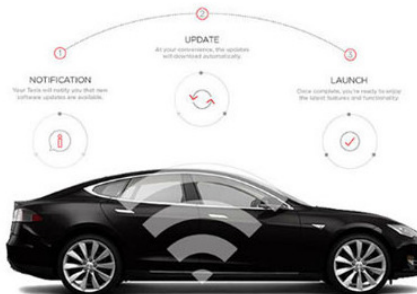 1
NOTIFICATION
Your Tesla will notify you that new
software updates are available.
2
UPDATE
At your convenience, the updates
will download automatically.
3
LAUNCH
Once complete, you're ready to enjoy
the latest features and functionality.